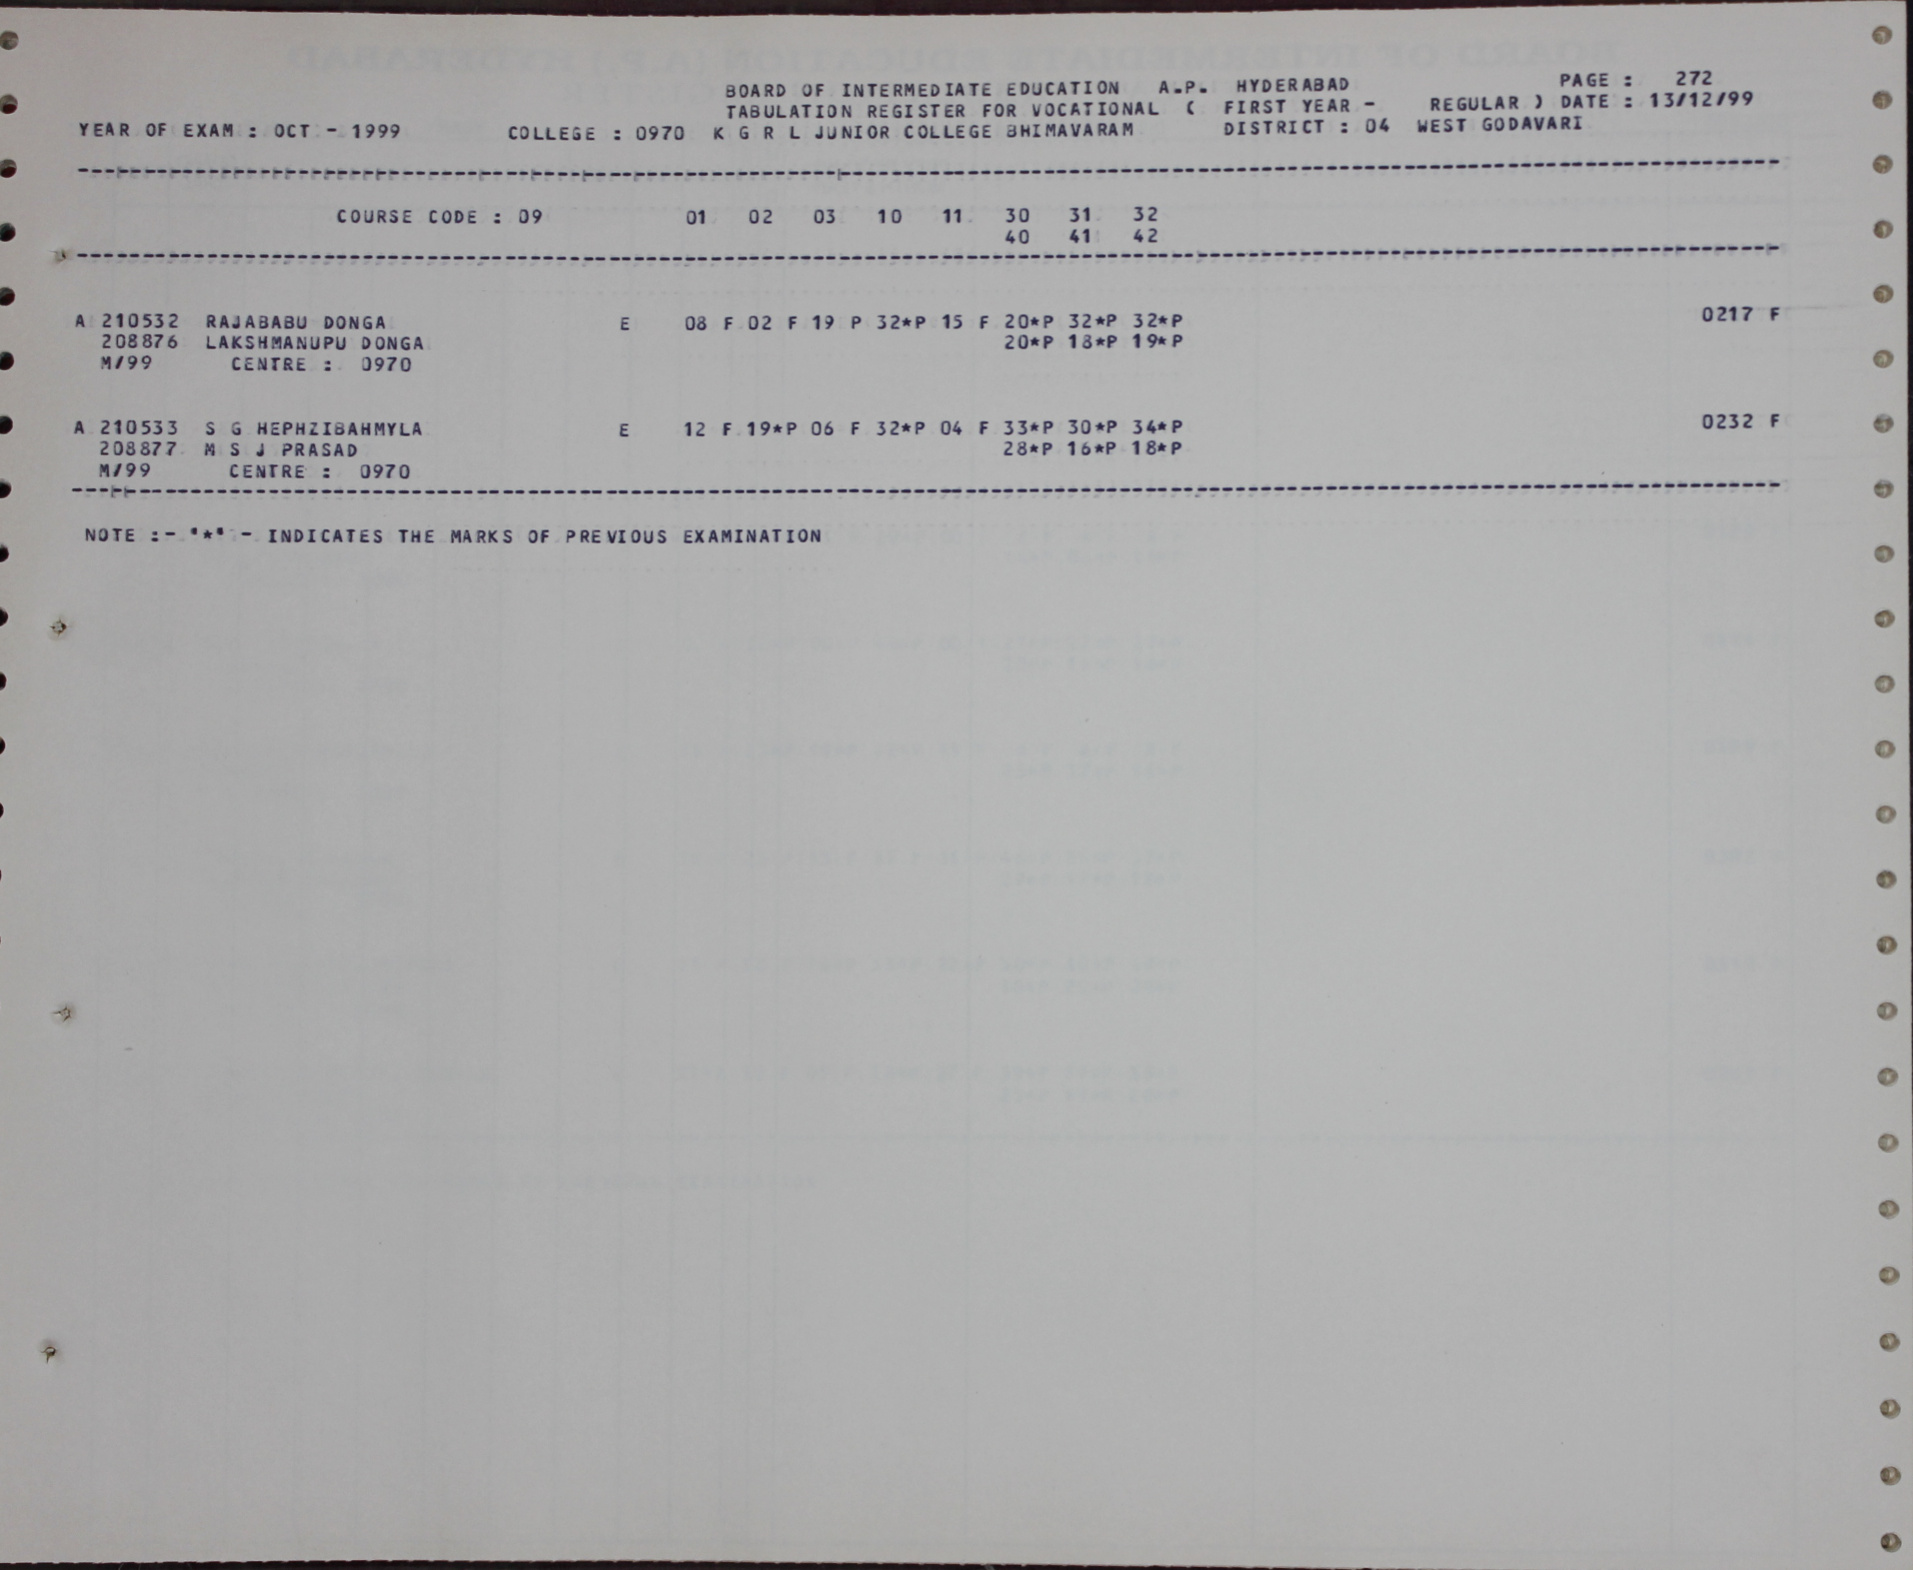 BOARD OF INTERMEDIATE EDUCATION A.P. HYDERABAD PAGE : 272
TABULATION REGISTER FOR VOCATIONAL ( FIRST YEAR - REGULAR ) DATE : 13/12/99
YEAR OF EXAM : OCT - 1999 COLLEGE : 0970 K G R L JUNIOR COLLEGE BHIMAVARAM DISTRICT : 04 WEST GODAVARI
COURSE CODE : 09 01 02 03 10 11 30 31 32
40 41 42
A 210532 RAJABABU DONGA E 08 F 02 F 19 P 32*P 15 F 20*P 32*P 32*P 0217 F
208876 LAKSHMANUPU DONGA 20*P 18*P 19*P
M/99 CENTRE : 0970
A 210533 S G HEPHZIBAHMYLA E 12 F 19*P 06 F 32*P 04 F 33*P 30*P 34*P 0232 F
208877 M S J PRASAD 28*P 16*P 18*P
M/99 CENTRE : 0970
NOTE :- "*" - INDICATES THE MARKS OF PREVIOUS EXAMINATION